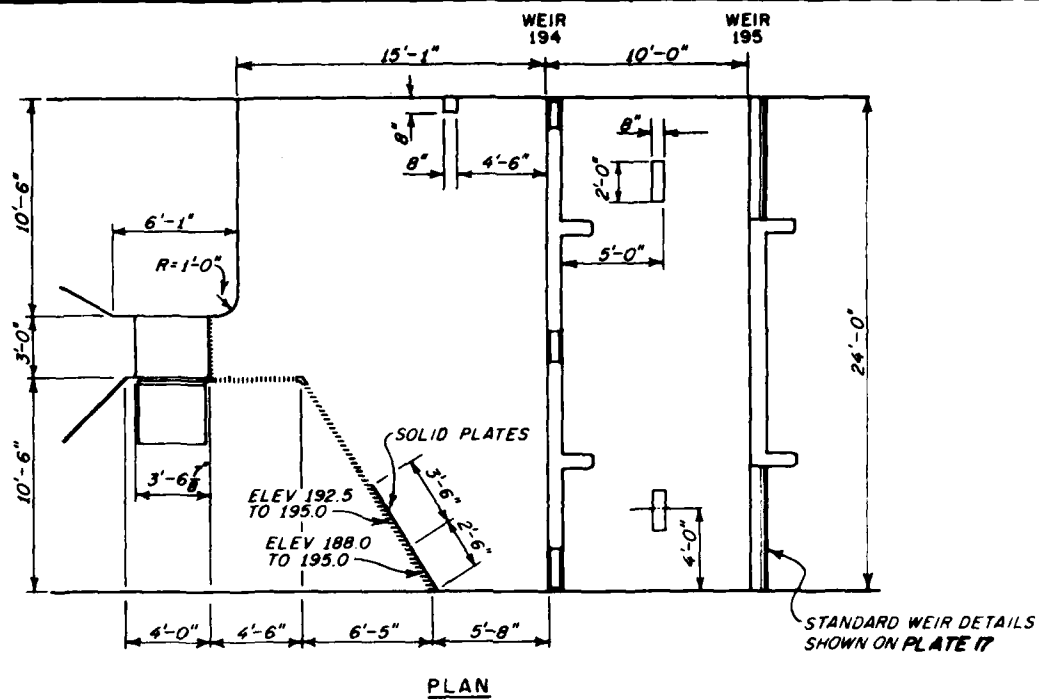 WEIR
194
WEIR
195
15'-1"
10'-0"
8"
8"
4'-6"
8"
2'-0"
10'-6"
6'-1"
R=1'-0"
5'-0"
3'-0"
24'-0"
SOLID PLATES
3'-6 7/8"
10'-6"
ELEV 192.5
TO 195.0
3'-6"
ELEV 188.0
TO 195.0
2'-6"
4'-0"
4'-0"
4'-6"
6'-5"
5'-8"
STANDARD WEIR DETAILS
SHOWN ON PLATE 17
PLAN